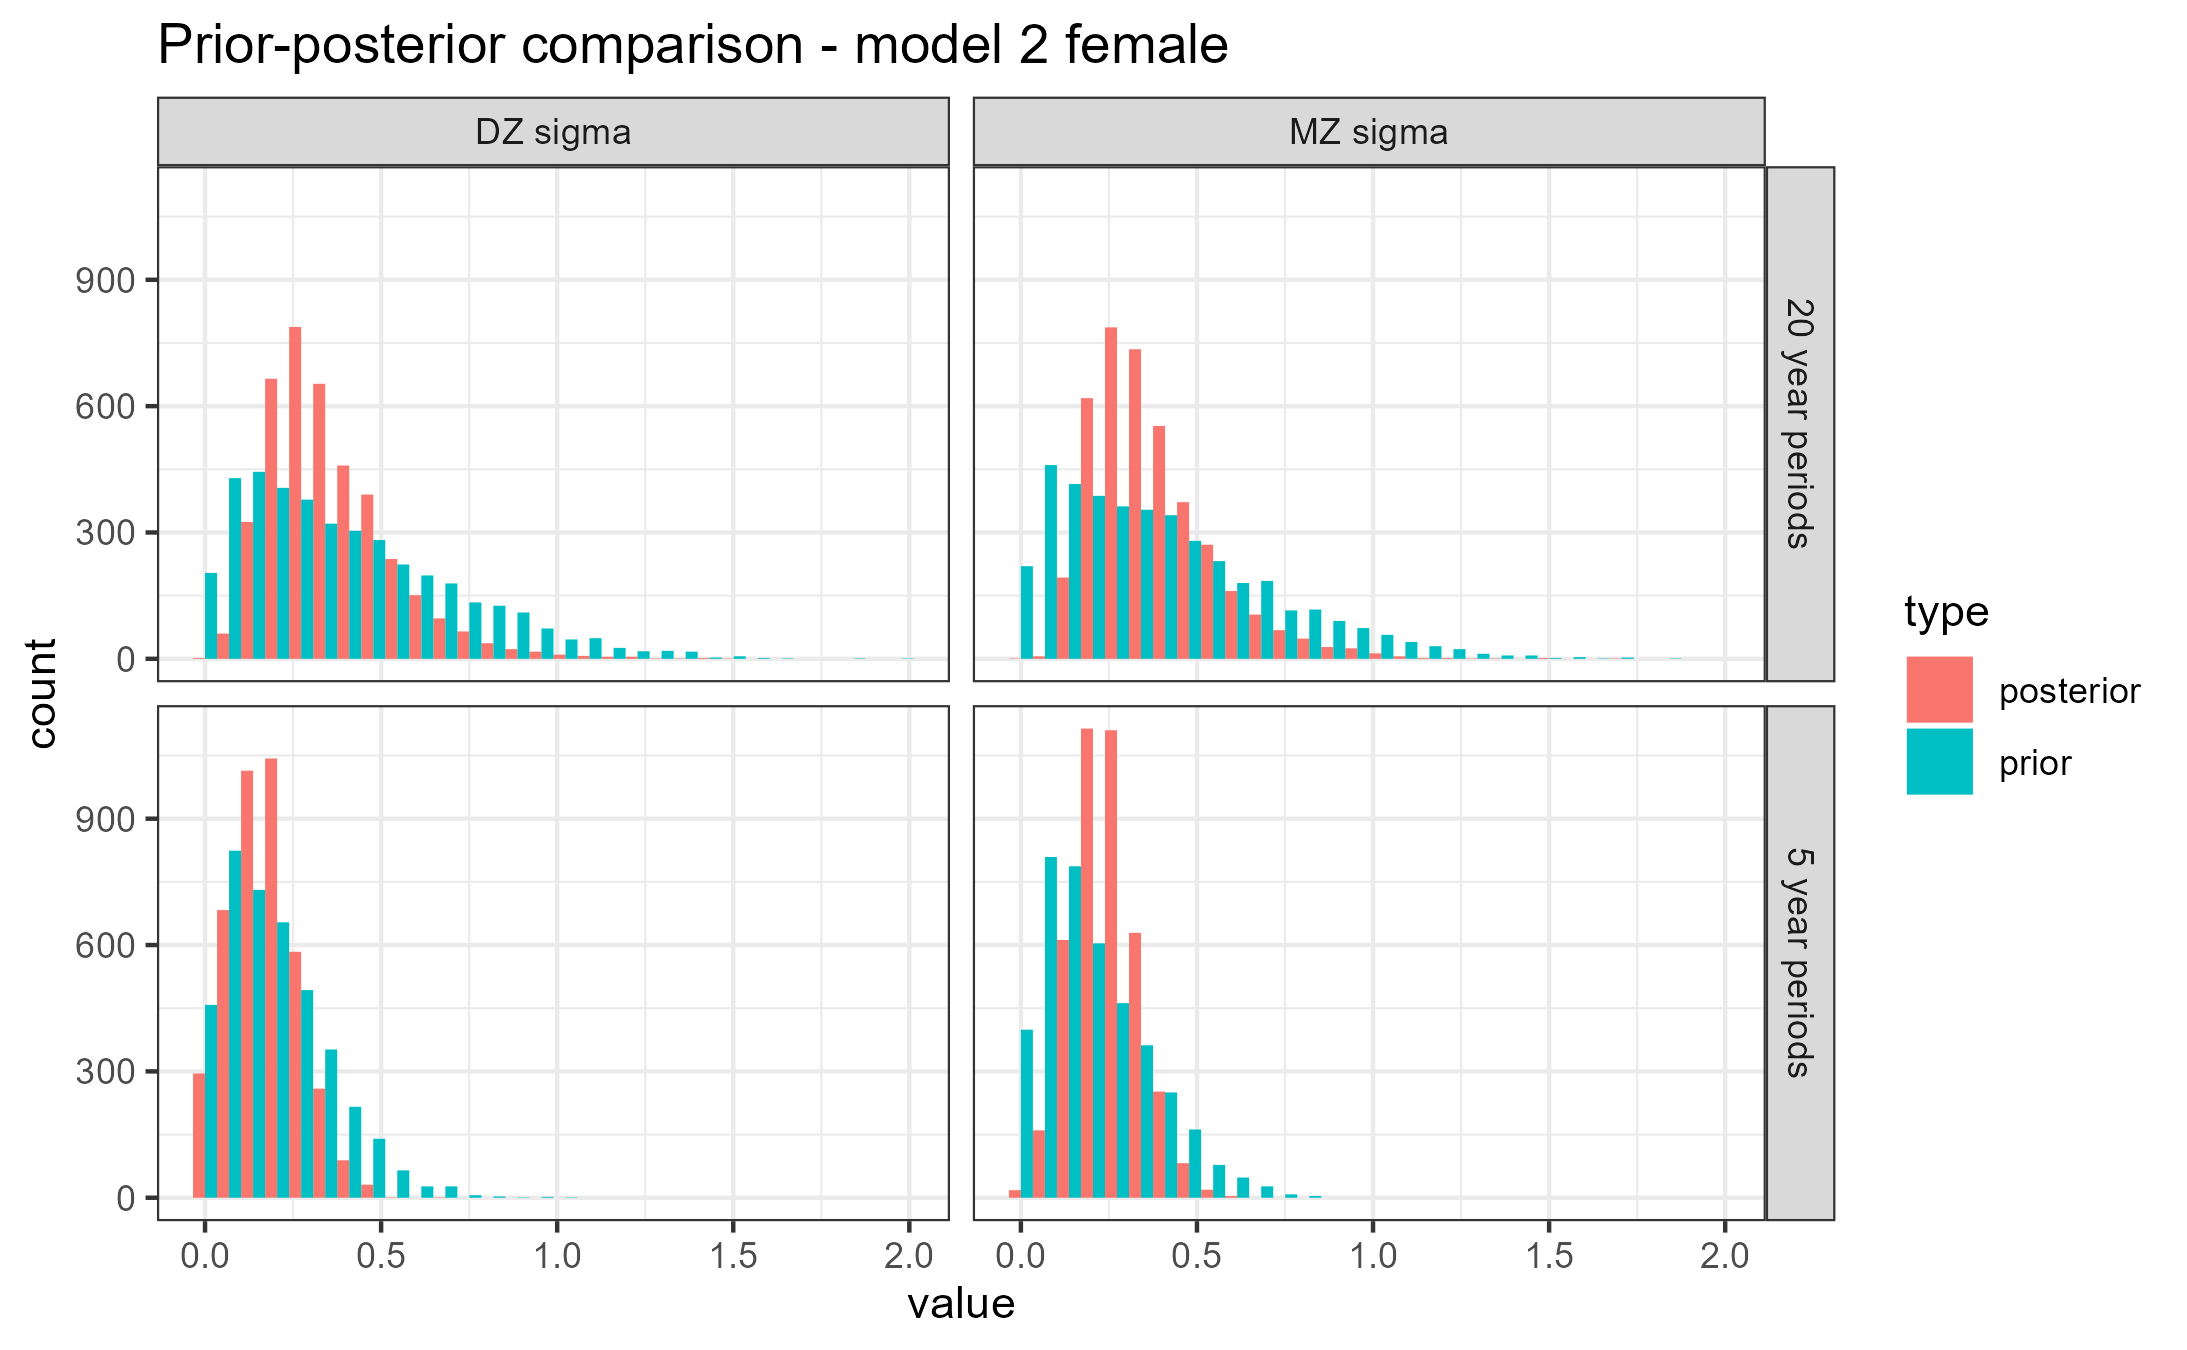 Prior-posterior comparison - model 2 female
DZ sigma
MZ sigma
900
600
300
0
20 year periods
count
900
600
300
0
5 year periods
0.0 0.5 1.0 1.5 2.0
0.0 0.5 1.0 1.5 2.0
value
type
posterior
prior